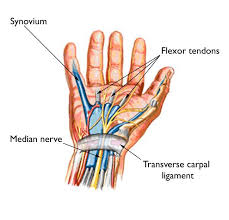 Synovium
Flexor tendons
Median nerve
Transverse carpal
ligament